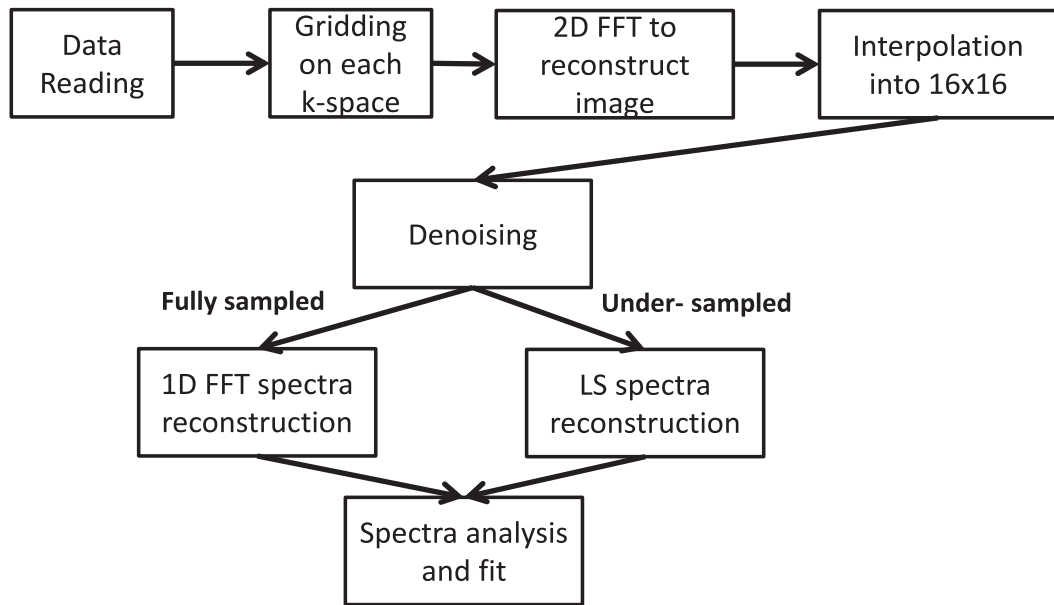 Data
Reading
Gridding
on each
k-space
2D FFT to
reconstruct
image
Interpolation
into 16x16
Denoising
Fully sampled
Under- sampled
1D FFT spectra
reconstruction
LS spectra
reconstruction
Spectra analysis
and fit